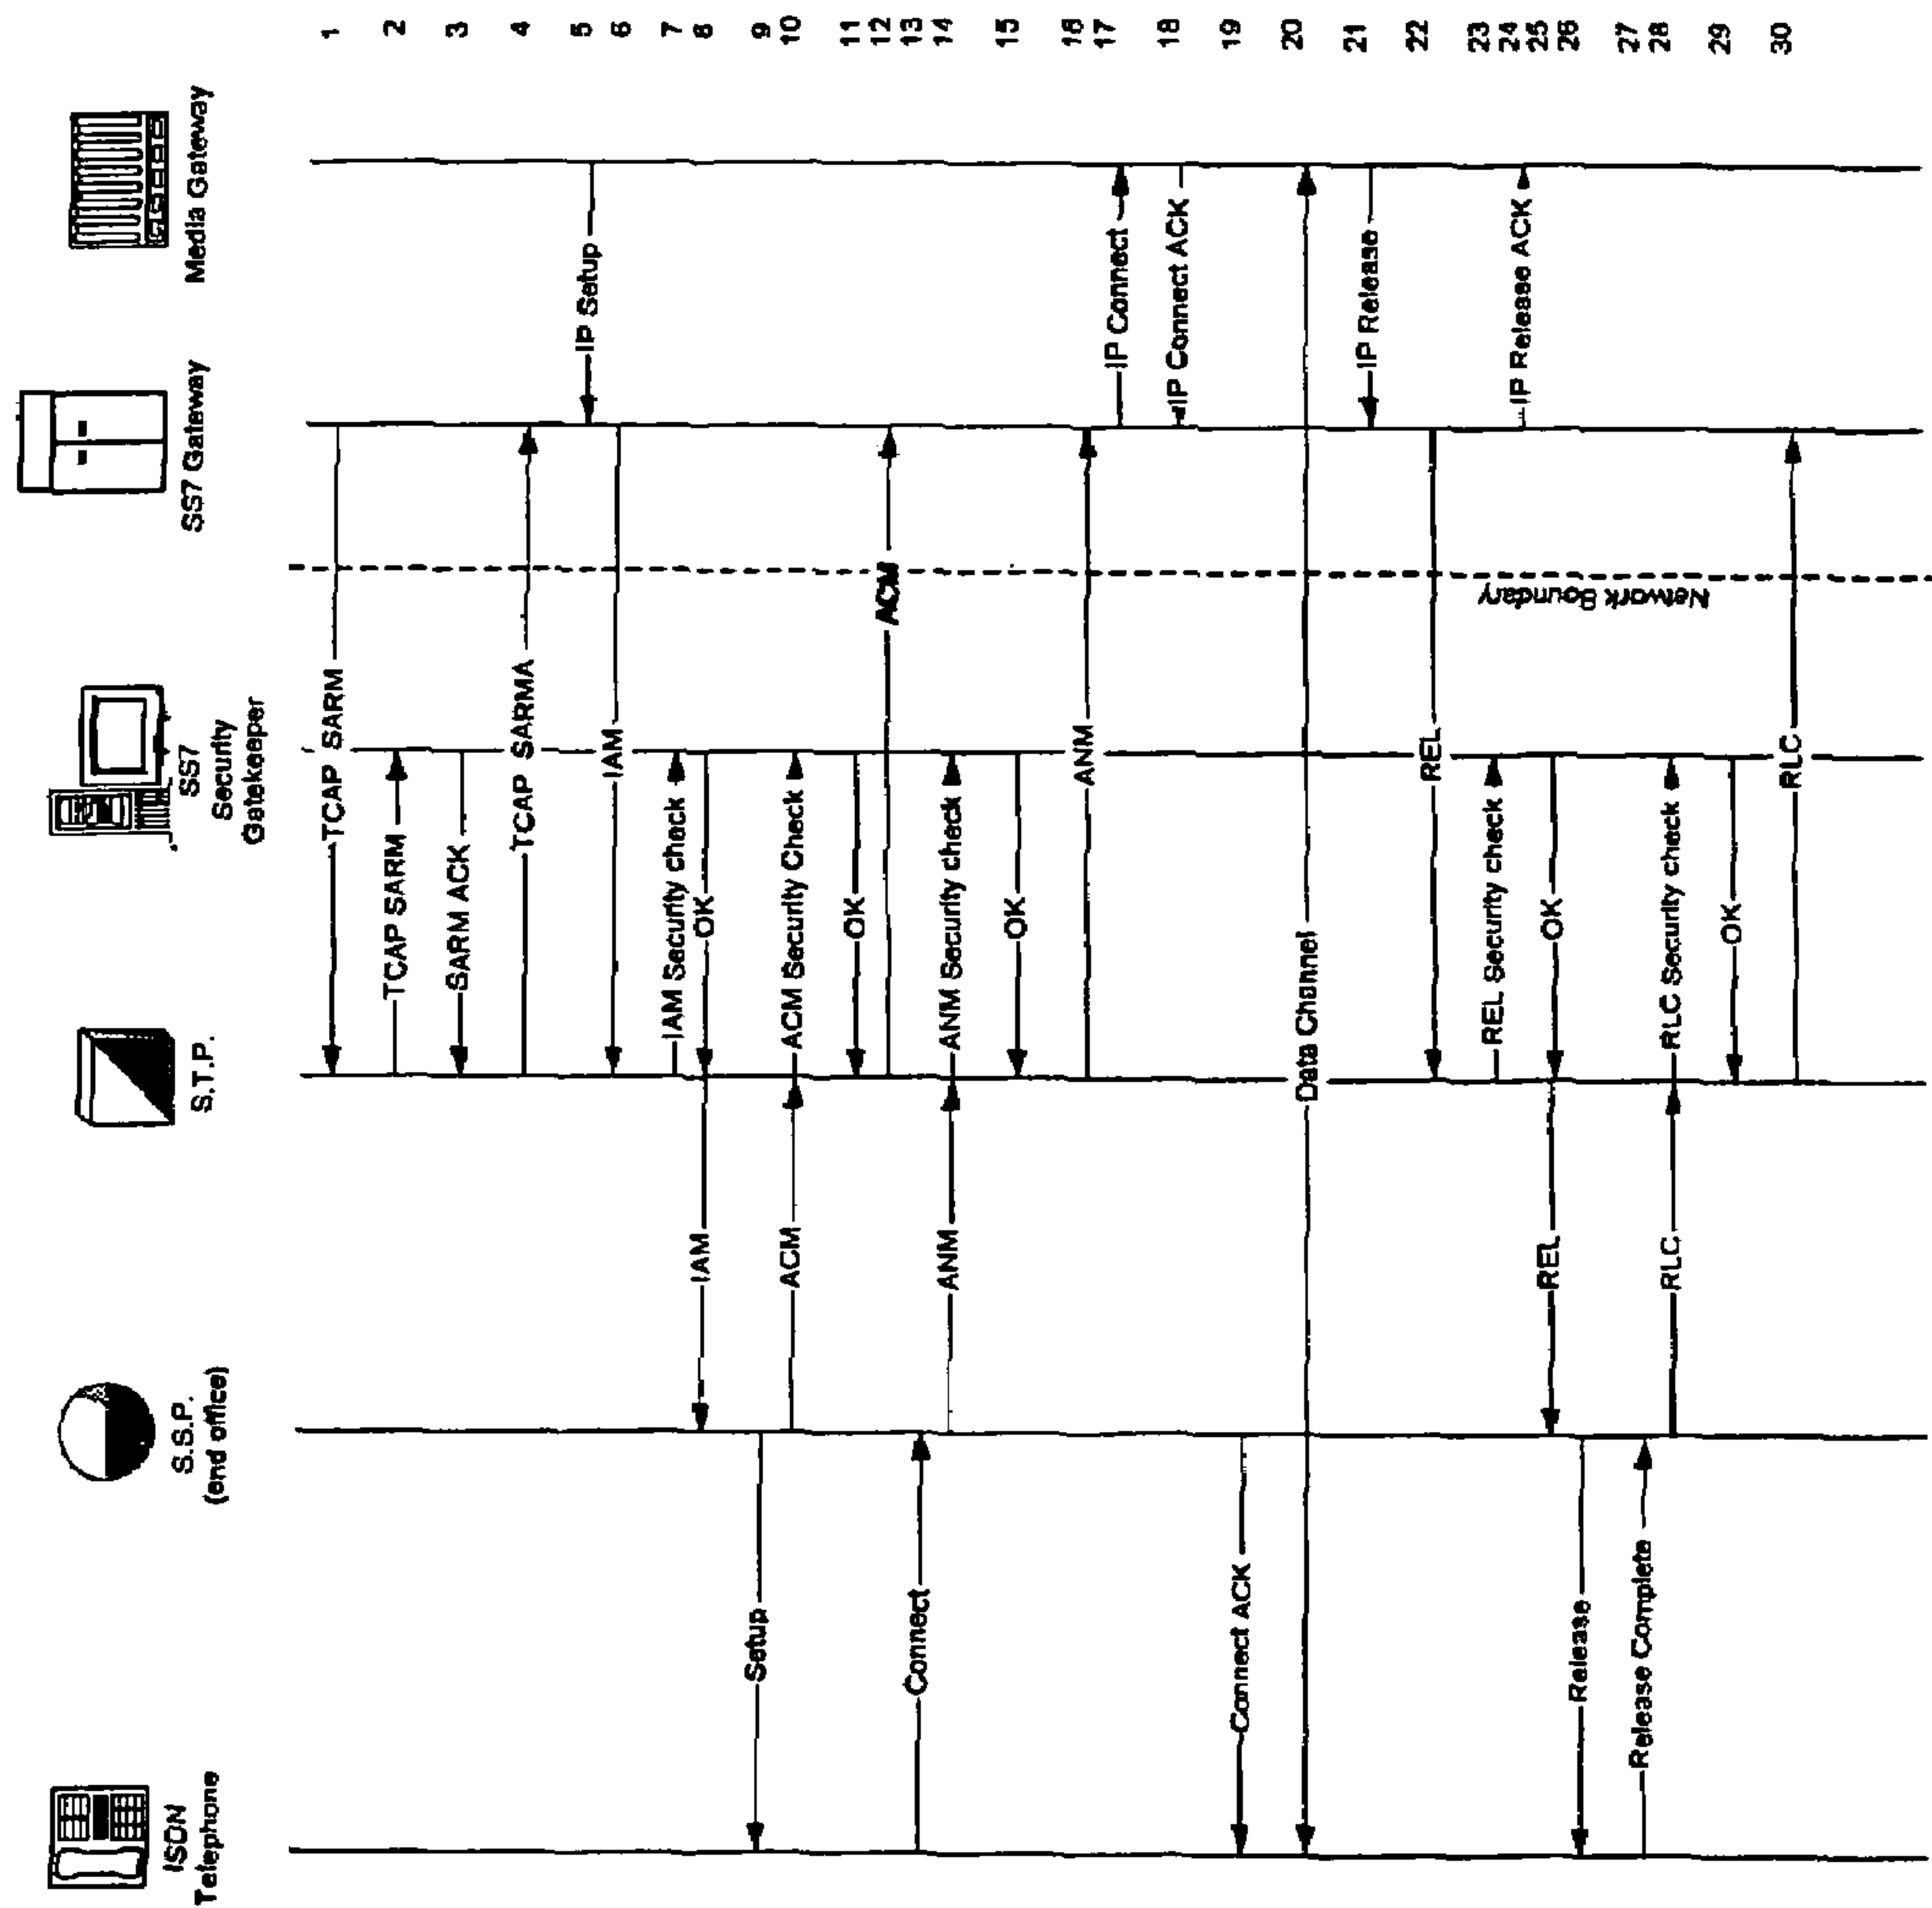 ISDN
Telephone
S.S.P.
(end office)
S.T.P.
SS7
Security
Gatekeeper
SS7 Gateway
Media Gateway
Network Boundary
TCAP SARM
1
TCAP SARM
2
SARM ACK
3
TCAP SARMA
4
IP Setup
5
IAM
6
IAM Security check
7
IAM
OK
8
Setup
9
ACM
ACM Security Check
10
OK
11
ACM
12
Connect
13
ANM
ANM Security check
14
OK
15
ANM
16
IP Connect
17
IP Connect ACK
18
Connect ACK
19
Data Channel
20
IP Release
21
REL
22
REL Security check
23
IP Release ACK
24
REL
OK
25
Release
26
Release Complete
27
RLC
RLC Security check
28
OK
29
RLC
30